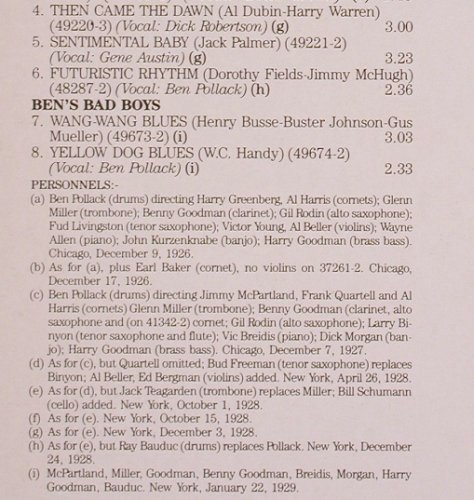 4. THEN CAME THE DAWN (Al Dubin-Harry Warren)
(49220-3) (Vocal: Dick Robertson) (g) 3.00
5. SENTIMENTAL BABY (Jack Palmer) (49221-2)
(Vocal: Gene Austin) (g) 3.23
6. FUTURISTIC RHYTHM (Dorothy Fields-Jimmy McHugh)
(48287-2) (Vocal: Ben Pollack) (h) 2.36
BEN'S BAD BOYS
7. WANG-WANG BLUES (Henry Busse-Buster Johnson-Gus
Mueller) (49673-2) (i) 3.03
8. YELLOW DOG BLUES (W.C. Handy) (49674-2)
(Vocal: Ben Pollack) (i) 2.33
PERSONNELS:-
(a) Ben Pollack (drums) directing Harry Greenberg, Al Harris (cornets); Glenn
Miller (trombone); Benny Goodman (clarinet); Gil Rodin (alto saxophone);
Fud Livingston (tenor saxophone); Victor Young, Al Beller (violins); Wayne
Allen (piano); John Kurzenknabe (banjo); Harry Goodman (brass bass).
Chicago, December 9, 1926.
(b) As for (a), plus Earl Baker (cornet), no violins on 37261-2. Chicago,
December 17, 1926.
(c) Ben Pollack (drums) directing Jimmy McPartland, Frank Quartell and Al
Harris (cornets) Glenn Miller (trombone); Benny Goodman (clarinet, alto
saxophone and (on 41342-2) cornet; Gil Rodin (alto saxophone); Larry Bi-
nyon (tenor saxophone and flute); Vic Breidis (piano); Dick Morgan (ban-
jo); Harry Goodman (brass bass). Chicago, December 7, 1927.
(d) As for (c), but Quartell omitted; Bud Freeman (tenor saxophone) replaces
Binyon; Al Beller, Ed Bergman (violins) added. New York, April 26, 1928.
(e) As for (d), but Jack Teagarden (trombone) replaces Miller; Bill Schumann
(cello) added. New York, October 1, 1928.
(f) As for (e). New York, October 15, 1928.
(g) As for (e). New York, December 3, 1928.
(h) As for (e), but Ray Bauduc (drums) replaces Pollack. New York, December
24, 1928.
(i) McPartland, Miller, Goodman, Benny Goodman, Breidis, Morgan, Harry
Goodman, Bauduc. New York, January 22, 1929.